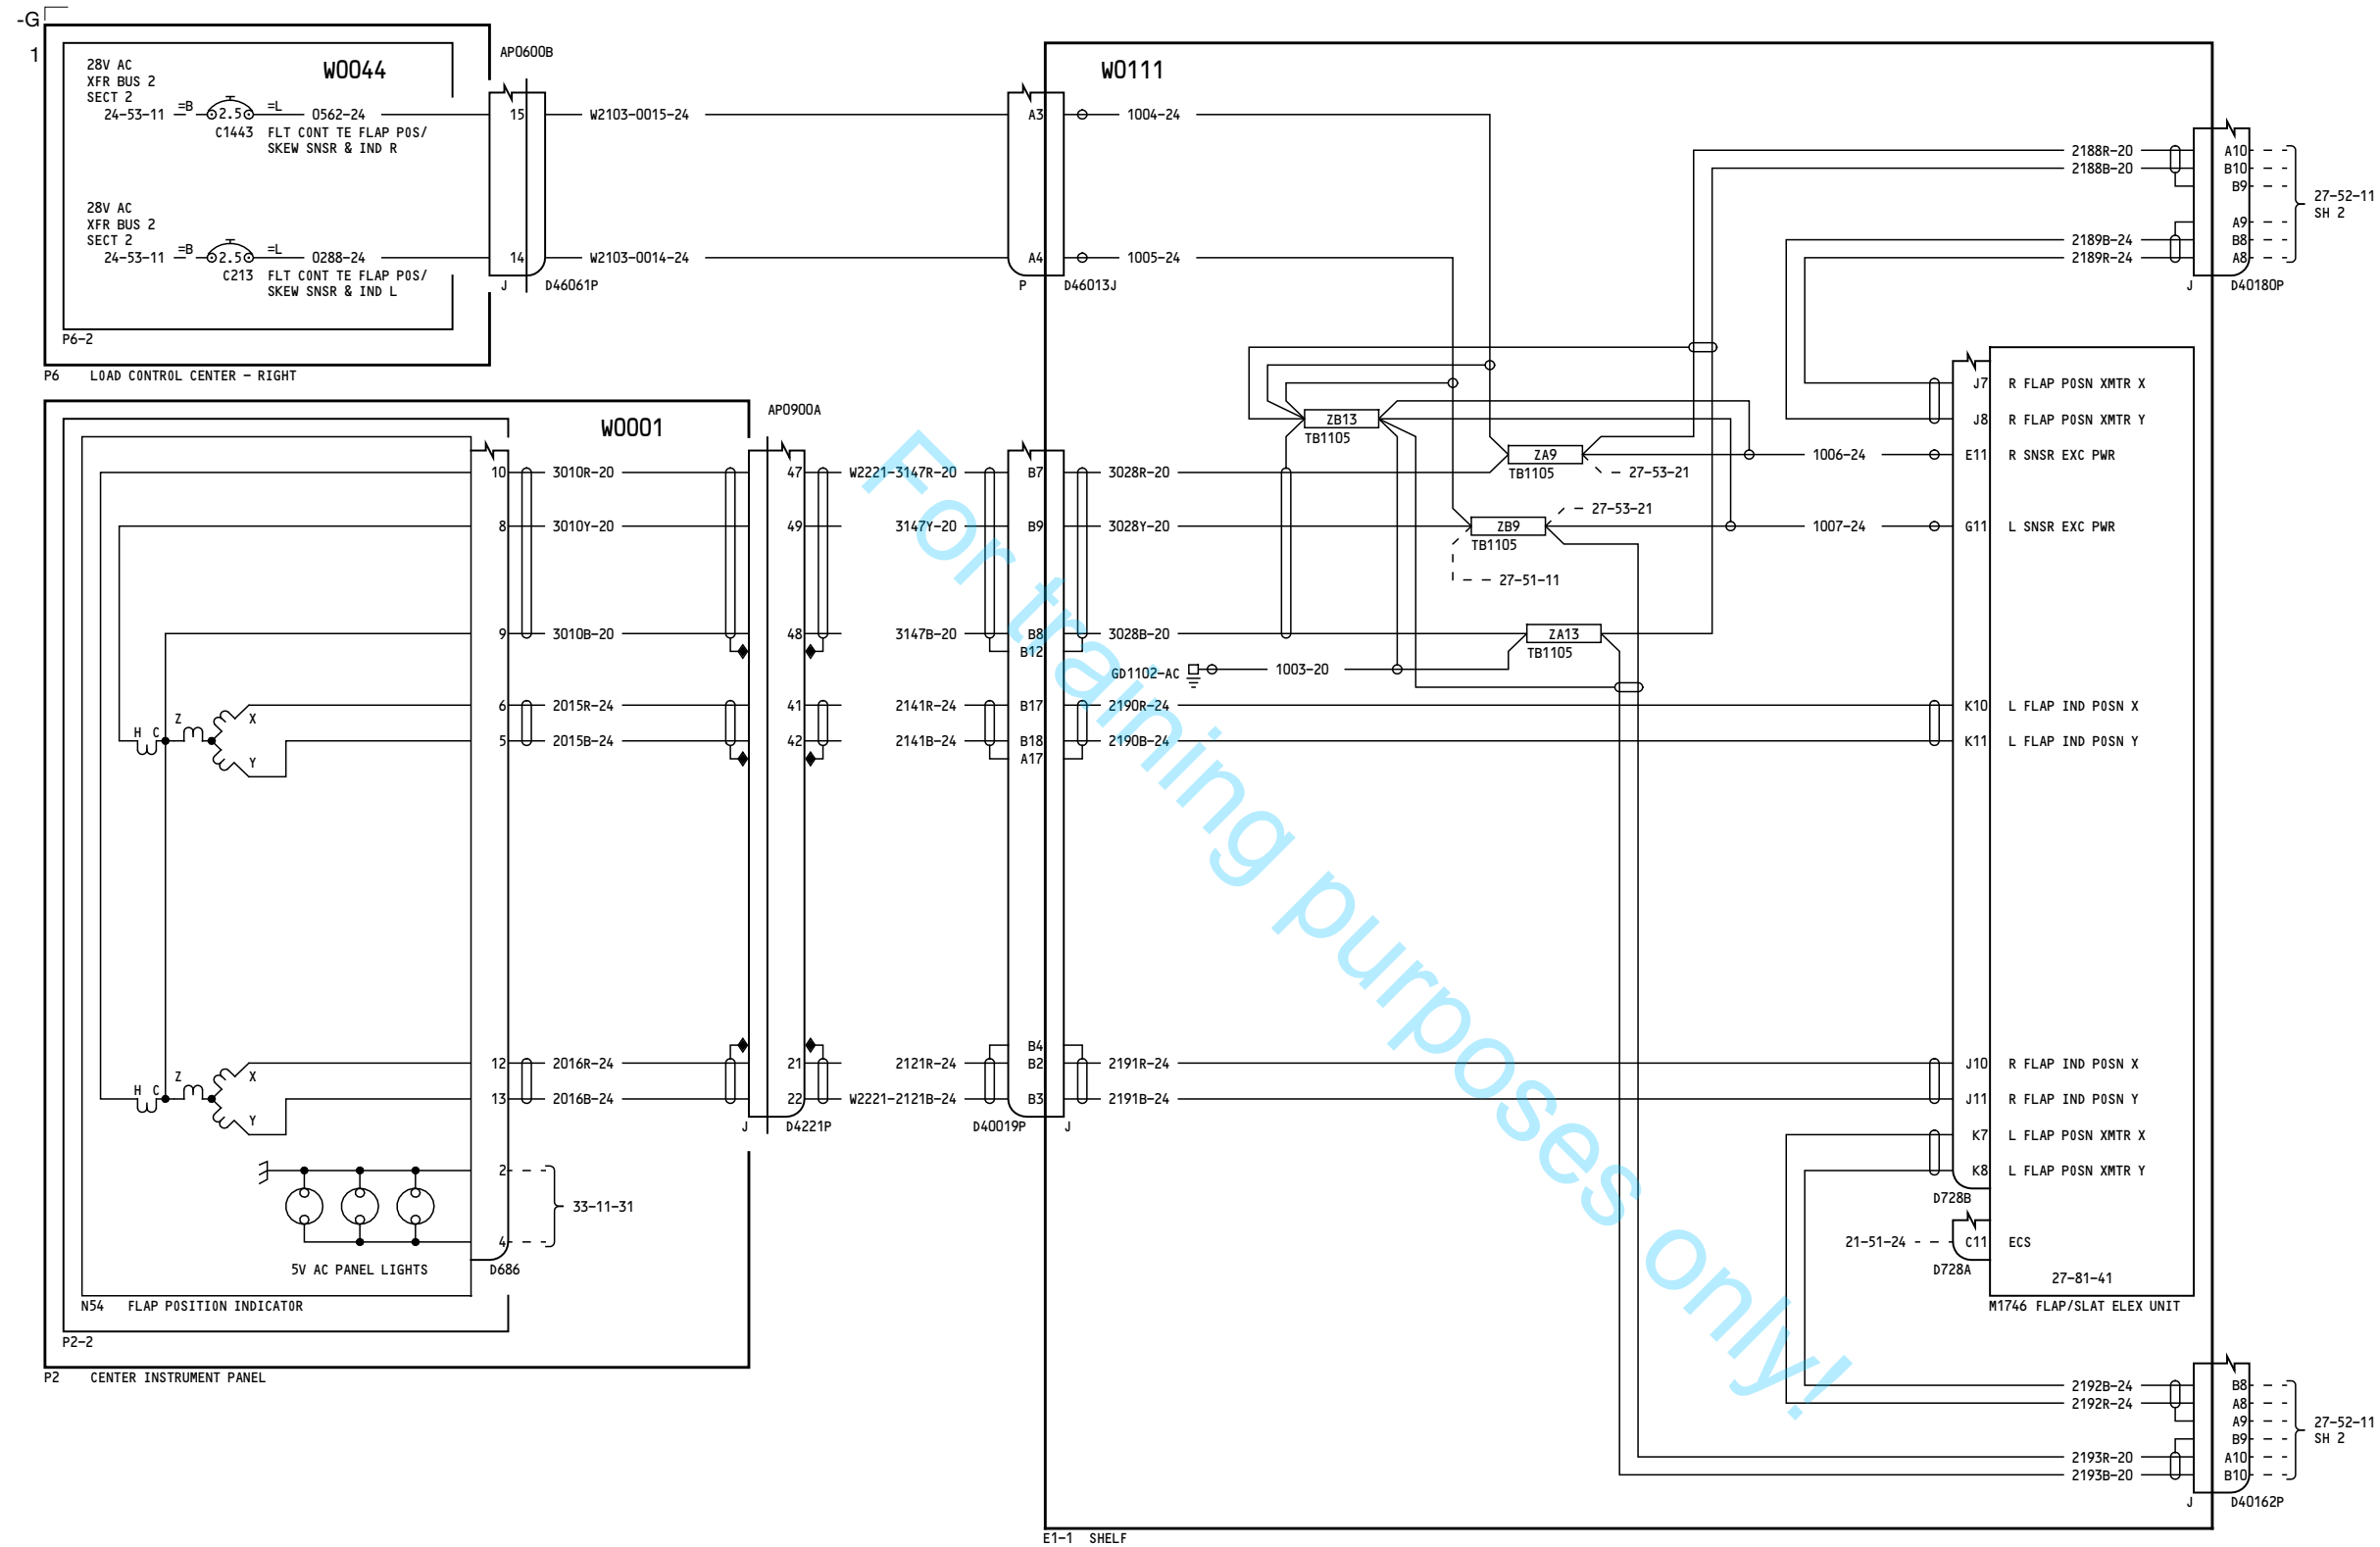 -G
1
28V AC
XFR BUS 2
SECT 2
24-53-11
=B
2.5
=L
0562-24
C1443
FLT CONT TE FLAP POS/
SKEW SNSR & IND R
W0044
AP0600B
15
W2103-0015-24
28V AC
XFR BUS 2
SECT 2
24-53-11
=B
2.5
=L
0288-24
C213
FLT CONT TE FLAP POS/
SKEW SNSR & IND L
14
W2103-0014-24
J
D46061P
P6-2
P6 LOAD CONTROL CENTER - RIGHT
W0111
A3
1004-24
A4
1005-24
P
D46013J
2188R-20
A10
2188B-20
B10
B9
A9
2189B-24
B8
2189R-24
A8
27-52-11
SH 2
J
D40180P
W0001
AP0900A
10
3010R-20
47
W2221-3147R-20
B7
3028R-20
8
3010Y-20
49
3147Y-20
B9
3028Y-20
9
3010B-20
48
3147B-20
B8
3028B-20
B12
6
2015R-24
41
2141R-24
B17
2190R-24
5
2015B-24
42
2141B-24
B18
2190B-24
A17
H C
Z
X
Y
ZB13
TB1105
ZA9
TB1105
27-53-21
27-53-21
ZB9
TB1105
27-51-11
ZA13
TB1105
GD1102-AC
1003-20
1006-24
1007-24
J7 R FLAP POSN XMTR X
J8 R FLAP POSN XMTR Y
E11 R SNSR EXC PWR
G11 L SNSR EXC PWR
K10 L FLAP IND POSN X
K11 L FLAP IND POSN Y
B4
12
2016R-24
21
2121R-24
B2
2191R-24
J10 R FLAP IND POSN X
13
2016B-24
22
W2221-2121B-24
B3
2191B-24
J11 R FLAP IND POSN Y
H C
Z
X
Y
J
D4221P
D40019P
J
K7 L FLAP POSN XMTR X
K8 L FLAP POSN XMTR Y
D728B
2
33-11-31
4
5V AC PANEL LIGHTS
D686
21-51-24
C11 ECS
D728A
27-81-41
M1746 FLAP/SLAT ELEX UNIT
N54 FLAP POSITION INDICATOR
P2-2
P2 CENTER INSTRUMENT PANEL
2192B-24
B8
2192R-24
A8
A9
B9
2193R-20
A10
2193B-20
B10
27-52-11
SH 2
J
D40162P
E1-1 SHELF
For training purposes only!